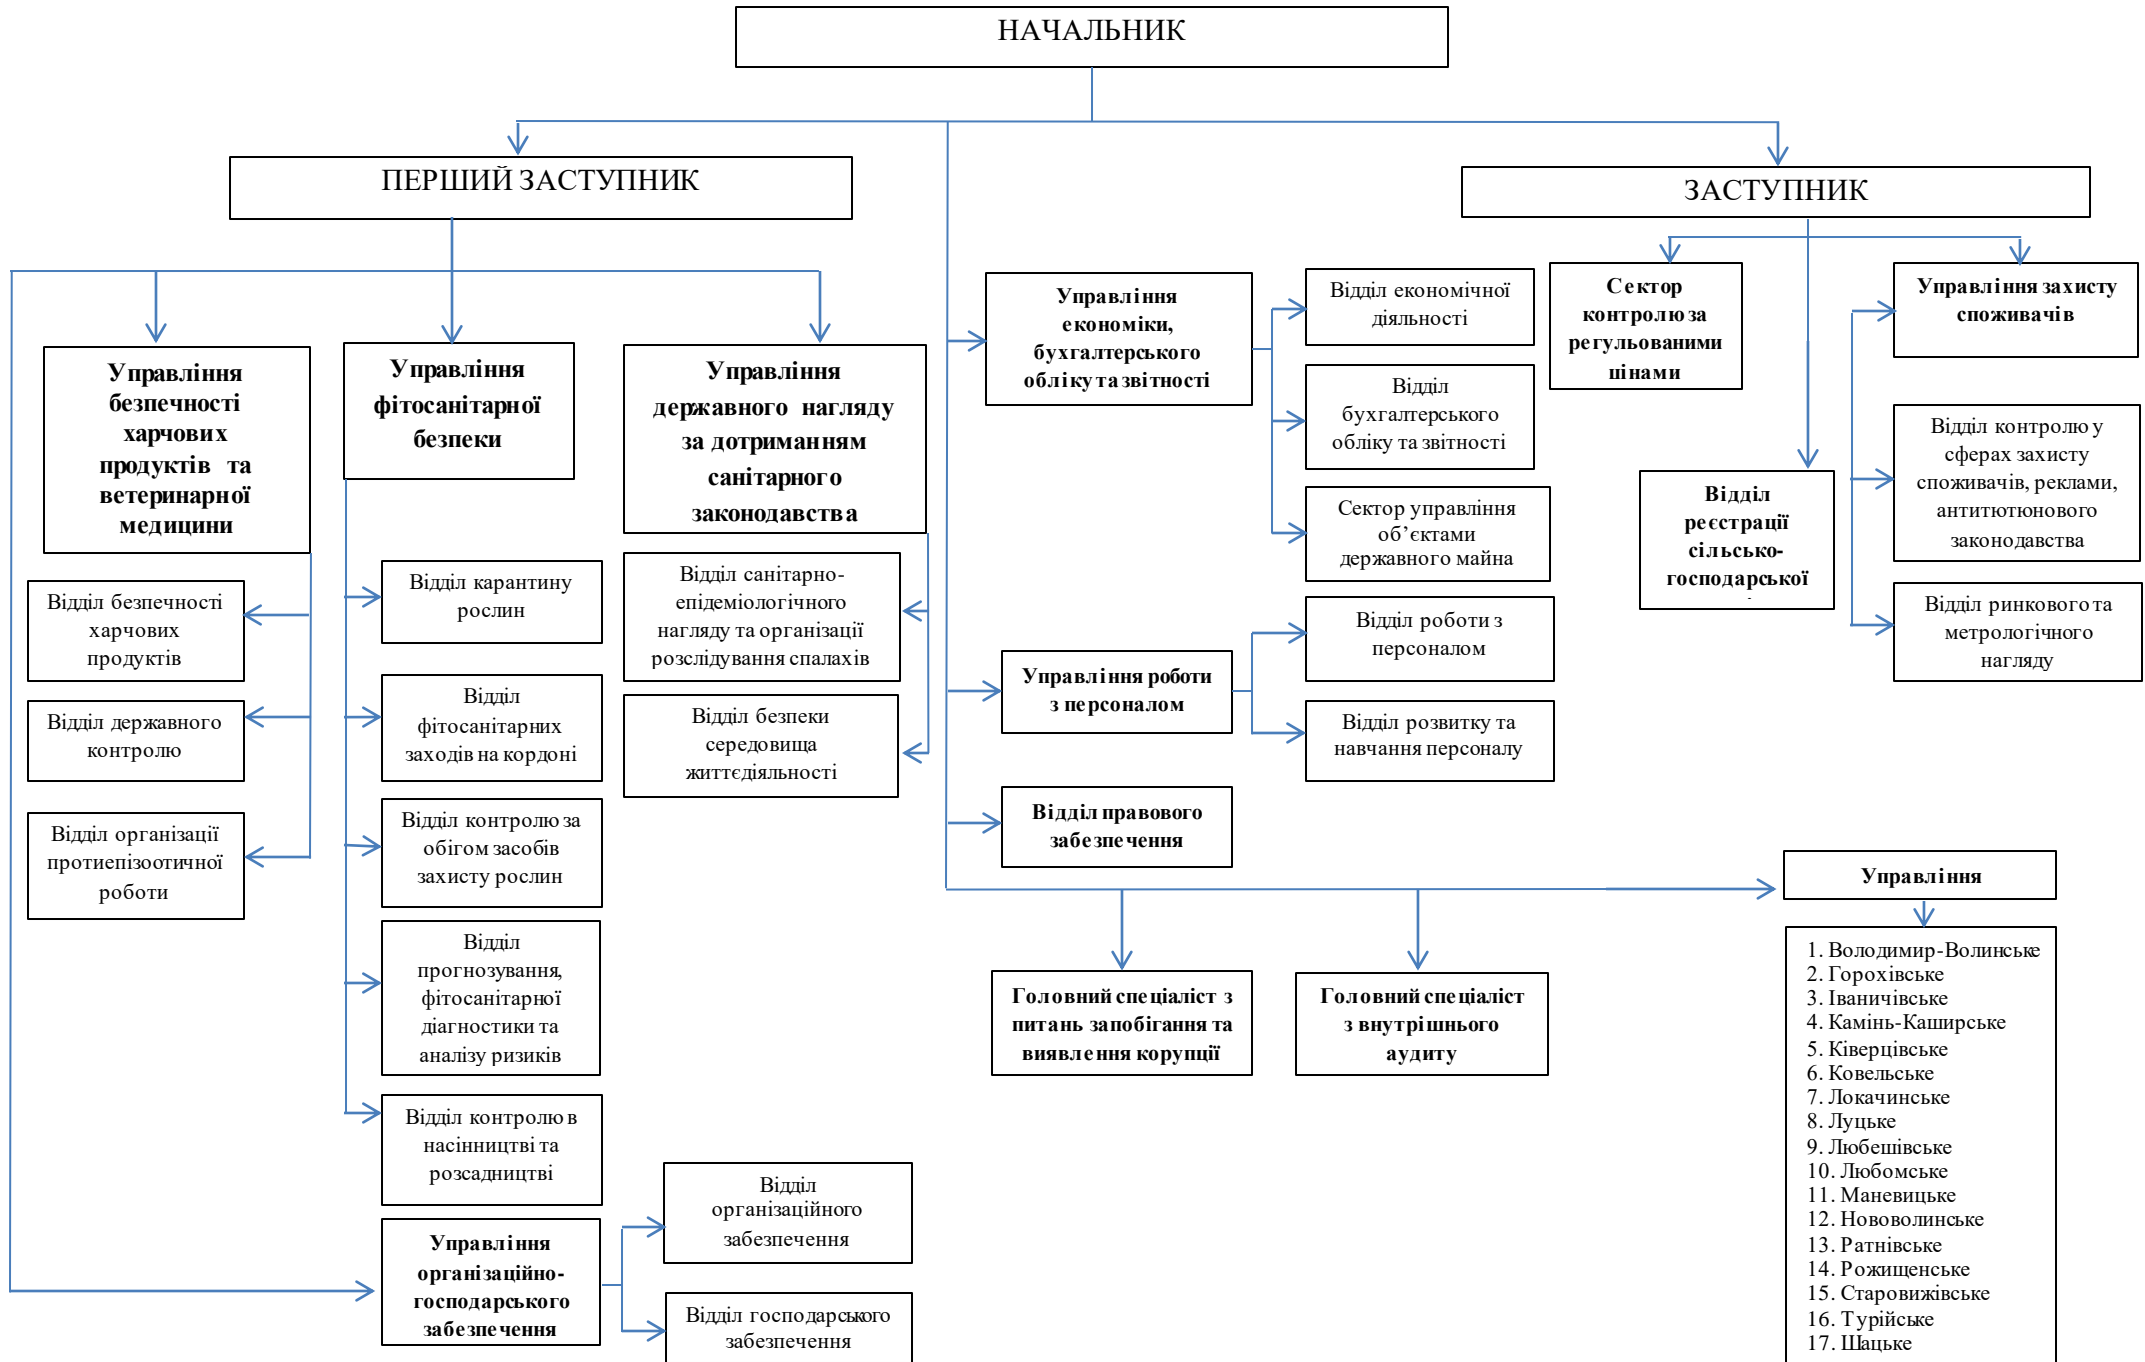 НАЧАЛЬНИК
ПЕРШИЙ ЗАСТУПНИК
ЗАСТУПНИК
Управління
безпечності
харчових
продуктів та
ветеринарної
медицини
Відділ безпечності
харчових
продуктів
Відділ державного
контролю
Відділ організації
протиепізоотичної
роботи
Управління
фітосанітарної
безпеки
Відділ карантину
рослин
Відділ
фітосанітарних
заходів на кордоні
Відділ контролю за
обігом засобів
захисту рослин
Відділ
прогнозування,
фітосанітарної
діагностики та
аналізу ризиків
Відділ контролю в
насінництві та
розсадництві
Управління
державного нагляду
за дотриманням
санітарного
законодавства
Відділ санітарно-
епідеміологічного
нагляду та організації
розслідування спалахів
Відділ безпеки
середовища
життєдіяльності
Управління
організаційно-
господарського
забезпечення
Відділ
організаційного
забезпечення
Відділ господарського
забезпечення
Управління
економіки,
бухгалтерського
обліку та звітності
Відділ економічної
діяльності
Відділ
бухгалтерського
обліку та звітності
Сектор управління
об’єктами
державного майна
Управління роботи
з персоналом
Відділ роботи з
персоналом
Відділ розвитку та
навчання персоналу
Відділ правового
забезпечення
Головний спеціаліст з
питань запобігання та
виявлення корупції
Головний спеціаліст
з внутрішнього
аудиту
Сектор
контролю за
регульованими
цінами
Відділ
реєстрації
сільсько-
господарської
Управління захисту
споживачів
Відділ контролю у
сферах захисту
споживачів, реклами,
антитютюнового
законодавства
Відділ ринкового та
метрологічного
нагляду
Управління
1. Володимир-Волинське
2. Горохівське
3. Іваничівське
4. Камінь-Каширське
5. Ківерцівське
6. Ковельське
7. Локачинське
8. Луцьке
9. Любешівське
10. Любомське
11. Маневицьке
12. Нововолинське
13. Ратнівське
14. Рожищенське
15. Старовижівське
16. Турійське
17. Шацьке